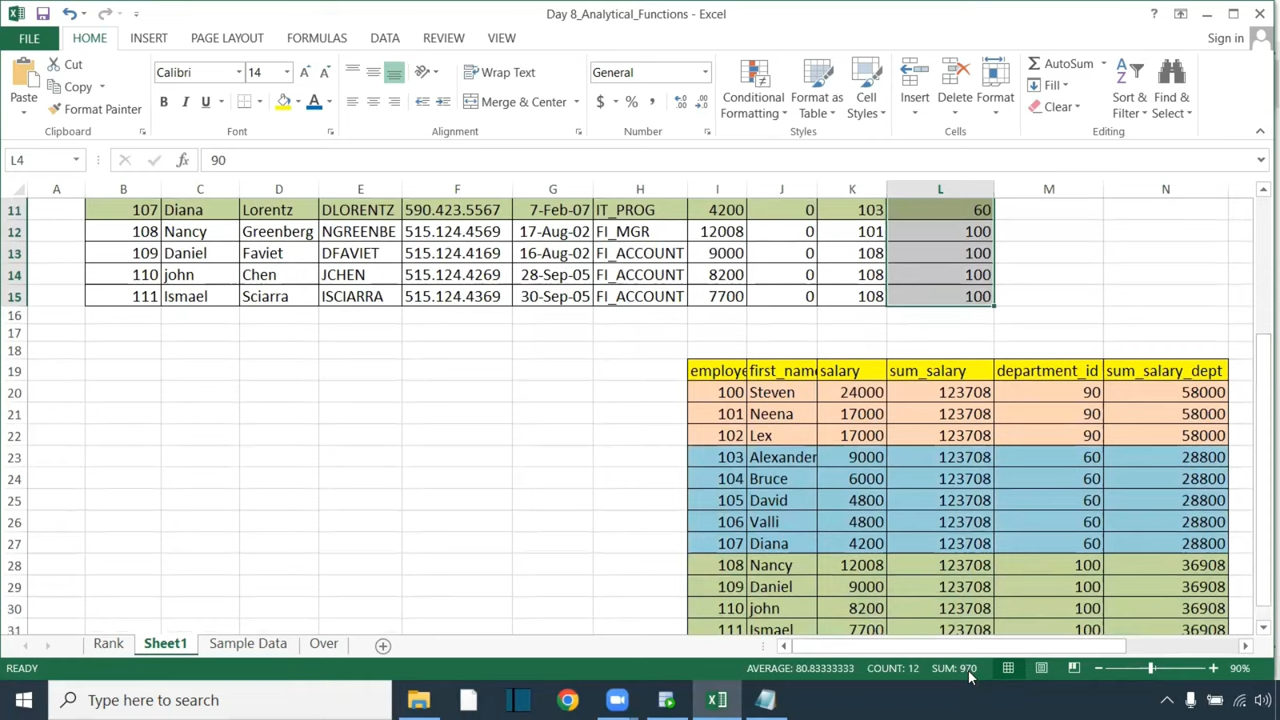 Day 8_Analytical_Functions - Excel
FILE HOME INSERT PAGE LAYOUT FORMULAS DATA REVIEW VIEW Sign in
Paste Cut Copy Format Painter Clipboard
Calibri 14 B I U A Font
Wrap Text Merge & Center Alignment
General $ % , Number
Conditional Formatting Format as Table Cell Styles Styles
Insert Delete Format Cells
AutoSum Fill Clear Sort & Filter Find & Select Editing
L4 fx 90
A B C D E F G H I J K L M N
11 107 Diana Lorentz DLORENTZ 590.423.5567 7-Feb-07 IT_PROG 4200 0 103 60
12 108 Nancy Greenberg NGREENBE 515.124.4569 17-Aug-02 FI_MGR 12008 0 101 100
13 109 Daniel Faviet DFAVIET 515.124.4169 16-Aug-02 FI_ACCOUNT 9000 0 108 100
14 110 john Chen JCHEN 515.124.4269 28-Sep-05 FI_ACCOUNT 8200 0 108 100
15 111 Ismael Sciarra ISCIARRA 515.124.4369 30-Sep-05 FI_ACCOUNT 7700 0 108 100
16
17
18
19 employe first_name salary sum_salary department_id sum_salary_dept
20 100 Steven 24000 123708 90 58000
21 101 Neena 17000 123708 90 58000
22 102 Lex 17000 123708 90 58000
23 103 Alexander 9000 123708 60 28800
24 104 Bruce 6000 123708 60 28800
25 105 David 4800 123708 60 28800
26 106 Valli 4800 123708 60 28800
27 107 Diana 4200 123708 60 28800
28 108 Nancy 12008 123708 100 36908
29 109 Daniel 9000 123708 100 36908
30 110 john 8200 123708 100 36908
31 111 Ismael 7700 123708 100 36908
Rank Sheet1 Sample Data Over
READY AVERAGE: 80.83333333 COUNT: 12 SUM: 970 90%
Type here to search